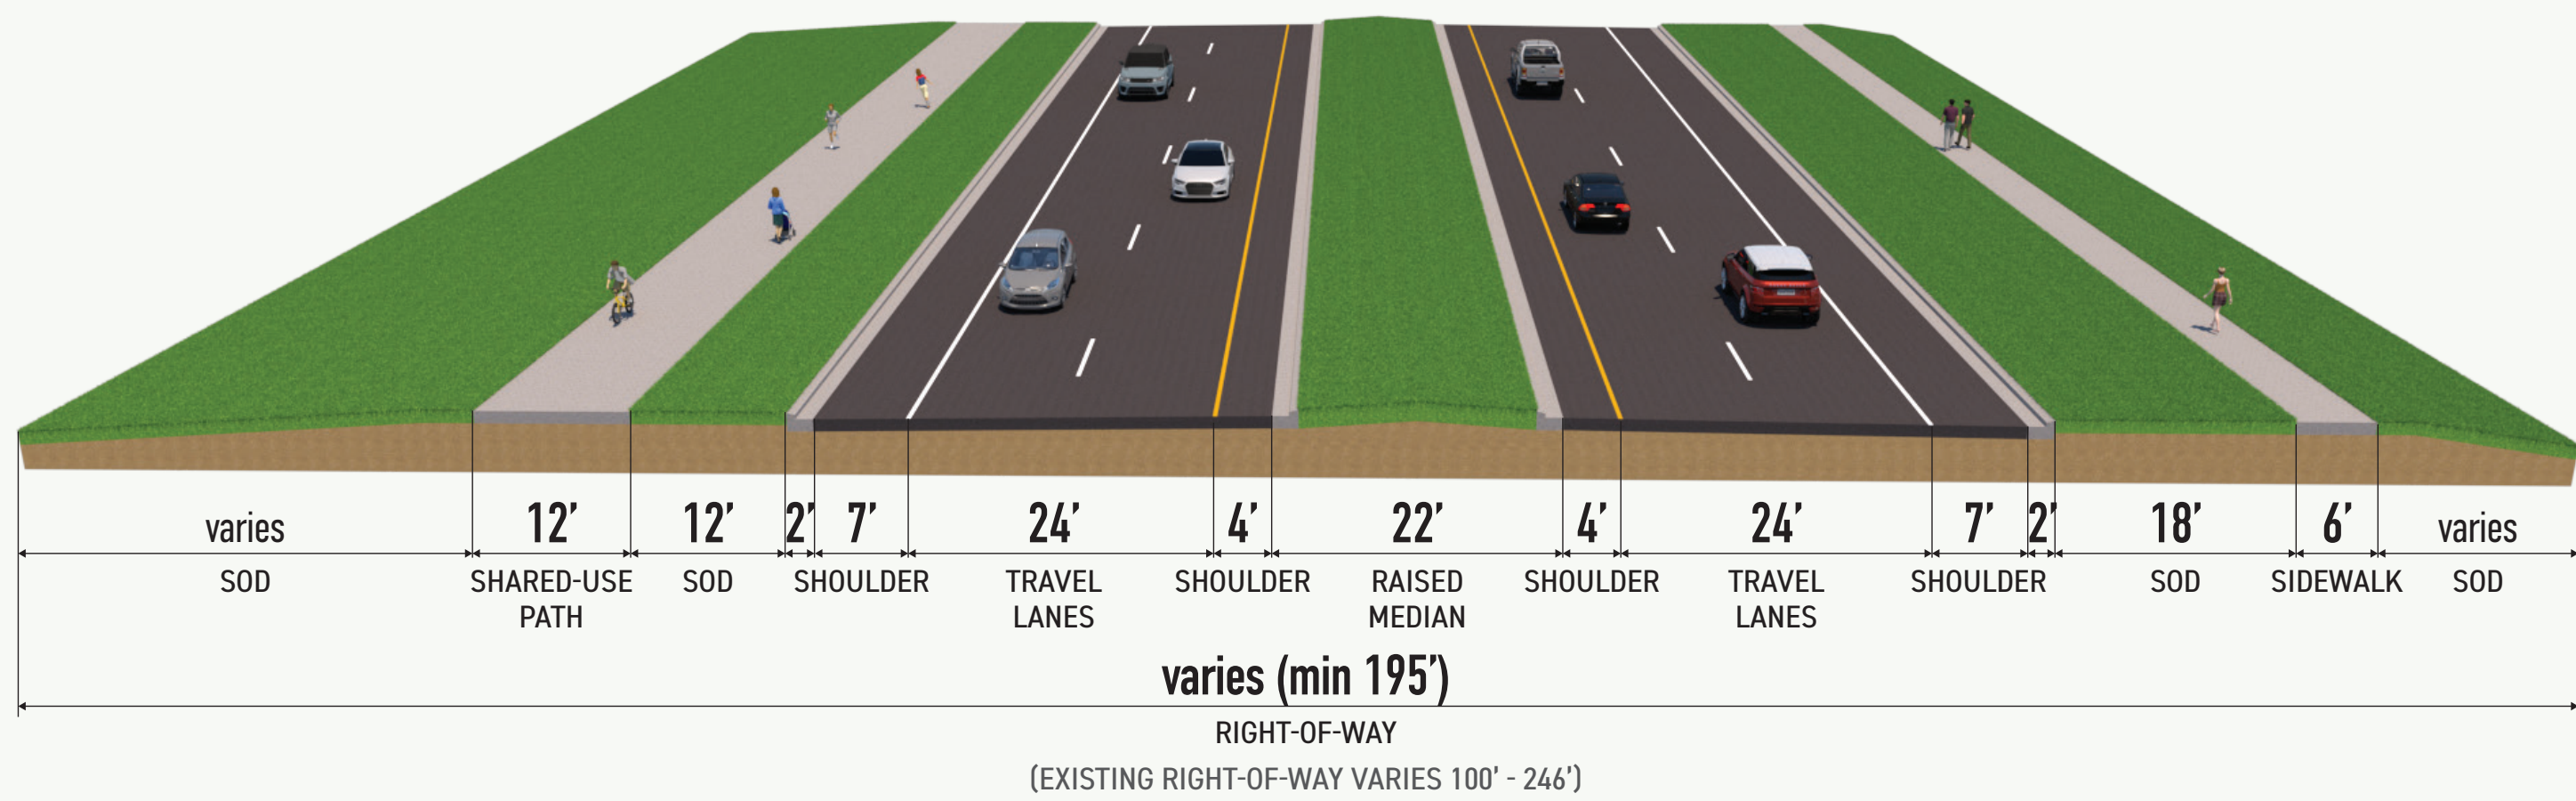 varies 12’ 12’ 2’ 7’ 24’ 4’ 22’ 4’ 24’ 7’ 2’ 18’ 6’ varies
SOD SHARED-USE SOD SHOULDER TRAVEL SHOULDER RAISED SHOULDER TRAVEL SHOULDER SOD SIDEWALK SOD
PATH LANES MEDIAN LANES
varies (min 195’)
RIGHT-OF-WAY
(EXISTING RIGHT-OF-WAY VARIES 100’ - 246’)